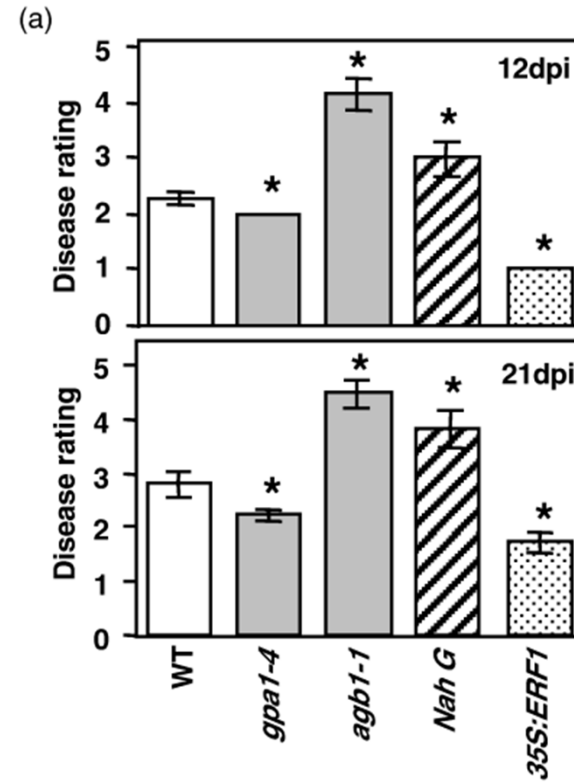 (a)
5
4
3
2
1
0
Disease rating
12dpi
*
*
*
*
5
4
3
2
1
0
Disease rating
21dpi
*
*
*
*
WT
gpa1-4
agb1-1
Nah G
35S:ERF1